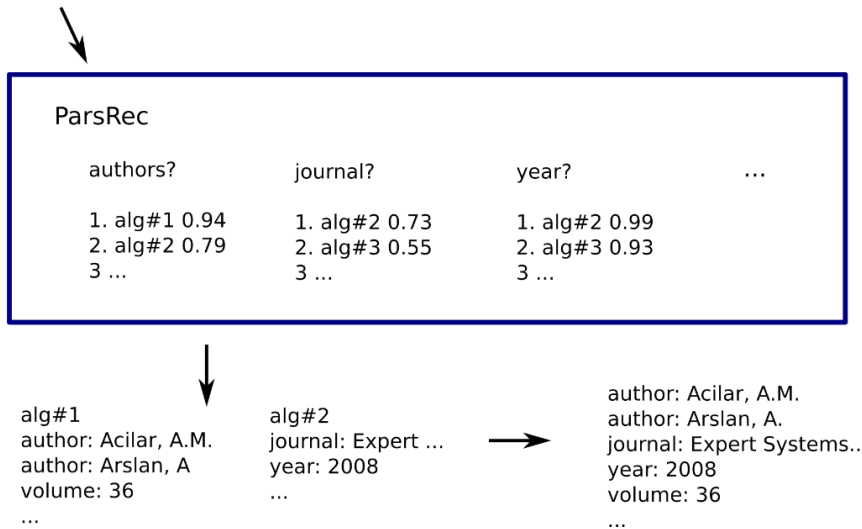 ParsRec
authors?
1. alg#1 0.94
2. alg#2 0.79
3 ...
journal?
1. alg#2 0.73
2. alg#3 0.55
3 ...
year?
1. alg#2 0.99
2. alg#3 0.93
3 ...
...
alg#1
author: Acilar, A.M.
author: Arslan, A
volume: 36
...
alg#2
journal: Expert ...
year: 2008
...
author: Acilar, A.M.
author: Arslan, A.
journal: Expert Systems..
year: 2008
volume: 36
...